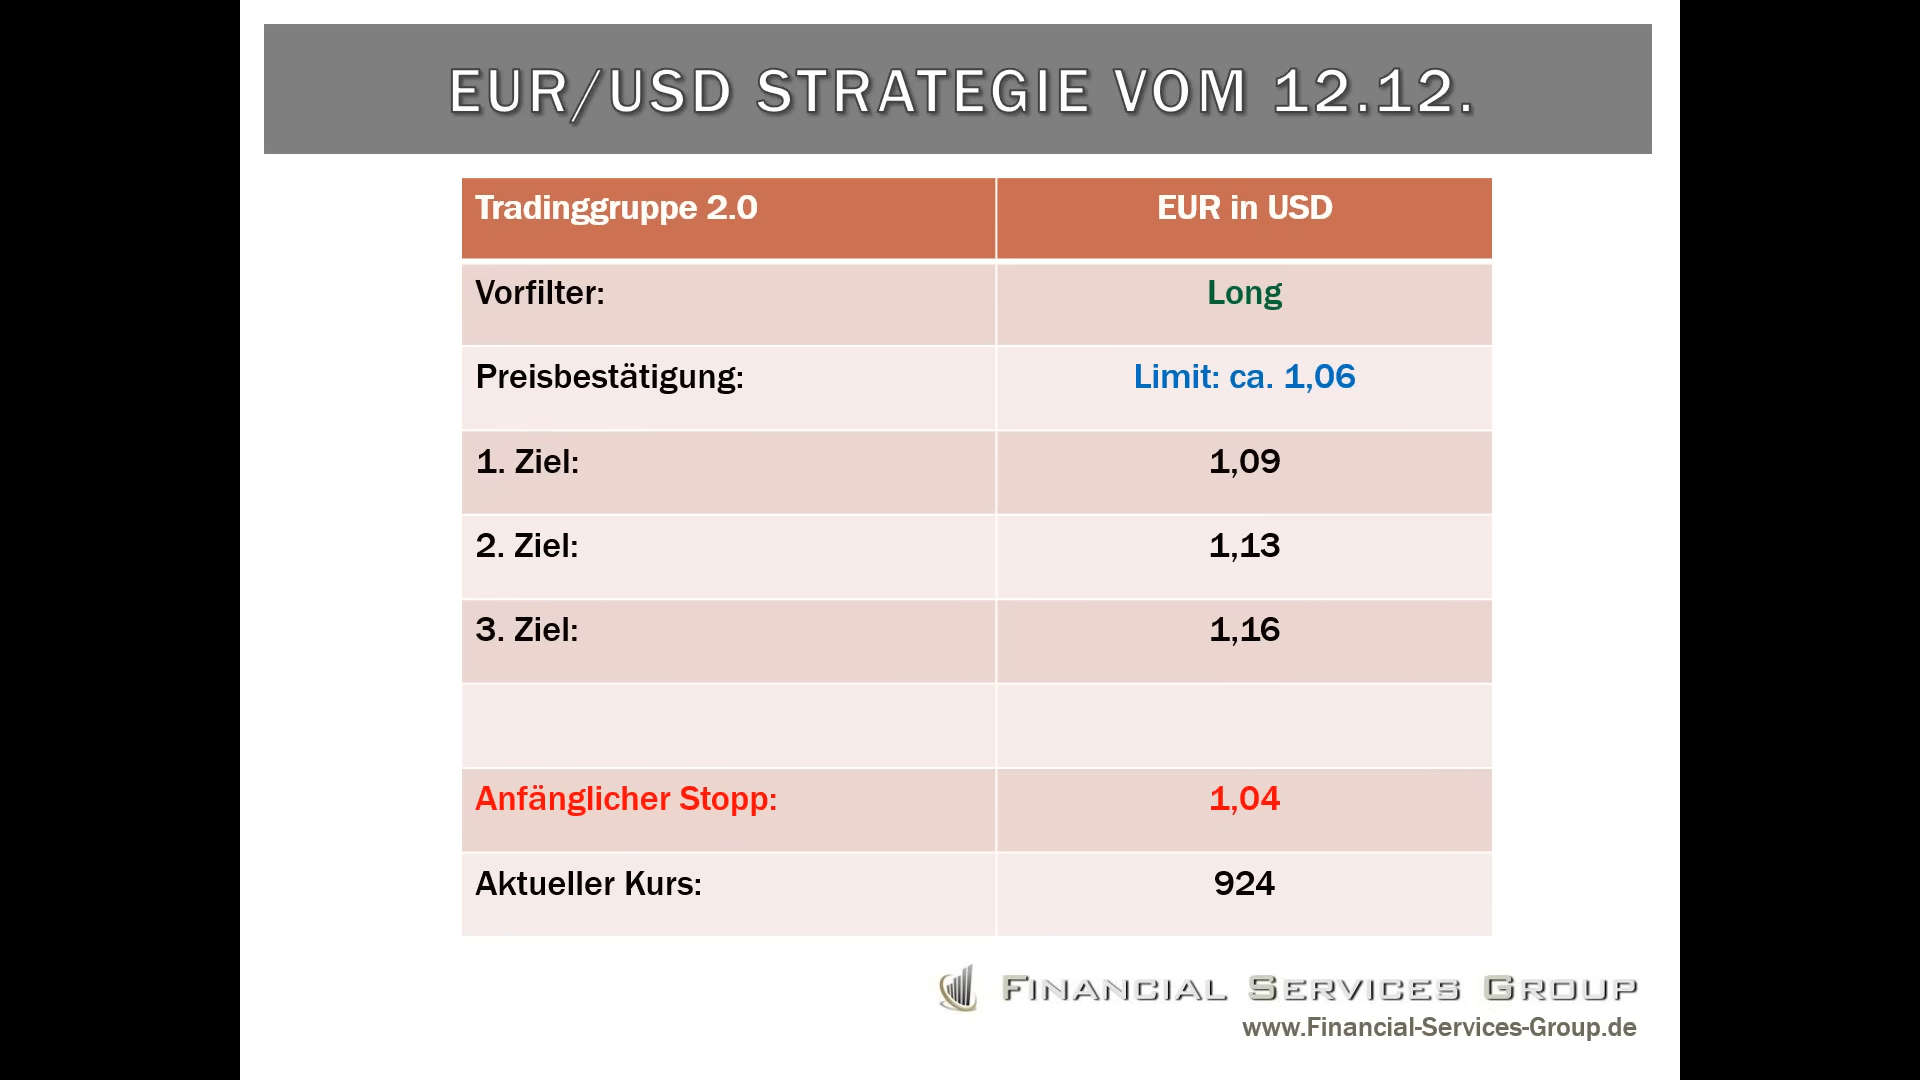 EUR/USD STRATEGIE VOM 12.12.
Tradinggruppe 2.0 EUR in USD
Vorfilter: Long
Preisbestätigung: Limit: ca. 1,06
1. Ziel: 1,09
2. Ziel: 1,13
3. Ziel: 1,16
Anfänglicher Stopp: 1,04
Aktueller Kurs: 924
FINANCIAL SERVICES GROUP
www.Financial-Services-Group.de